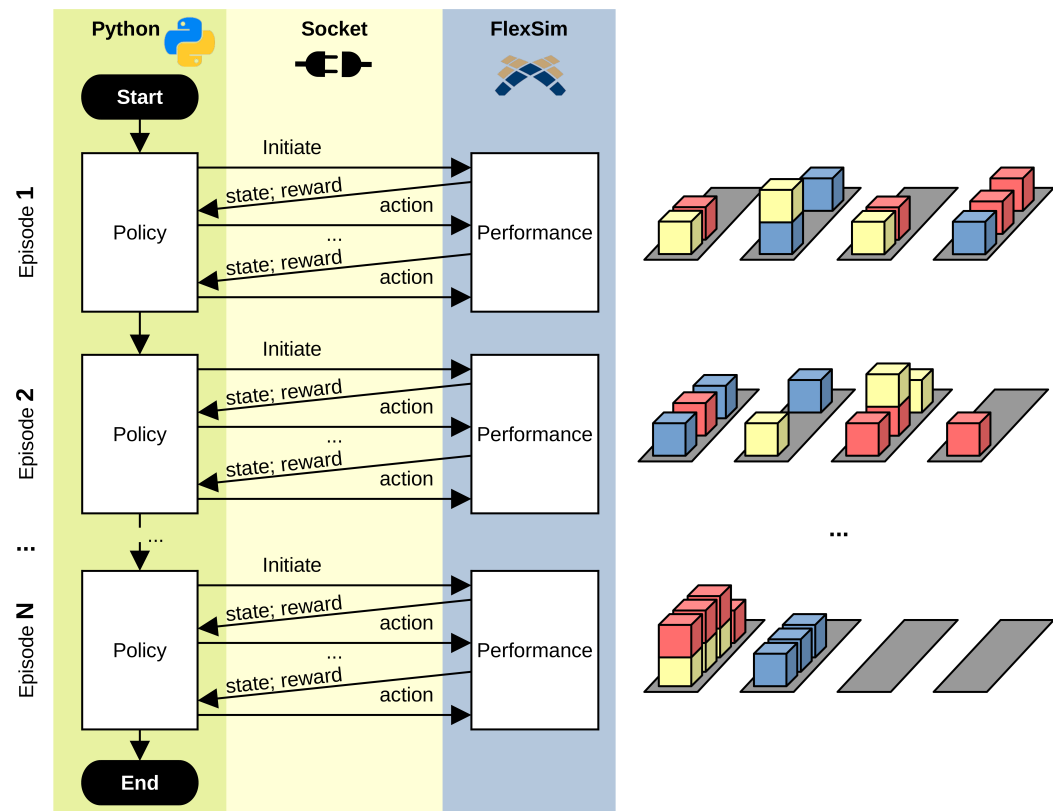 Python
Socket
FlexSim
Start
Episode 1
Initiate
state; reward
action
...
state; reward
action
Policy
Performance
Episode 2
Initiate
state; reward
action
...
state; reward
action
Policy
Performance
...
...
...
Episode N
Initiate
state; reward
action
...
state; reward
action
Policy
Performance
End